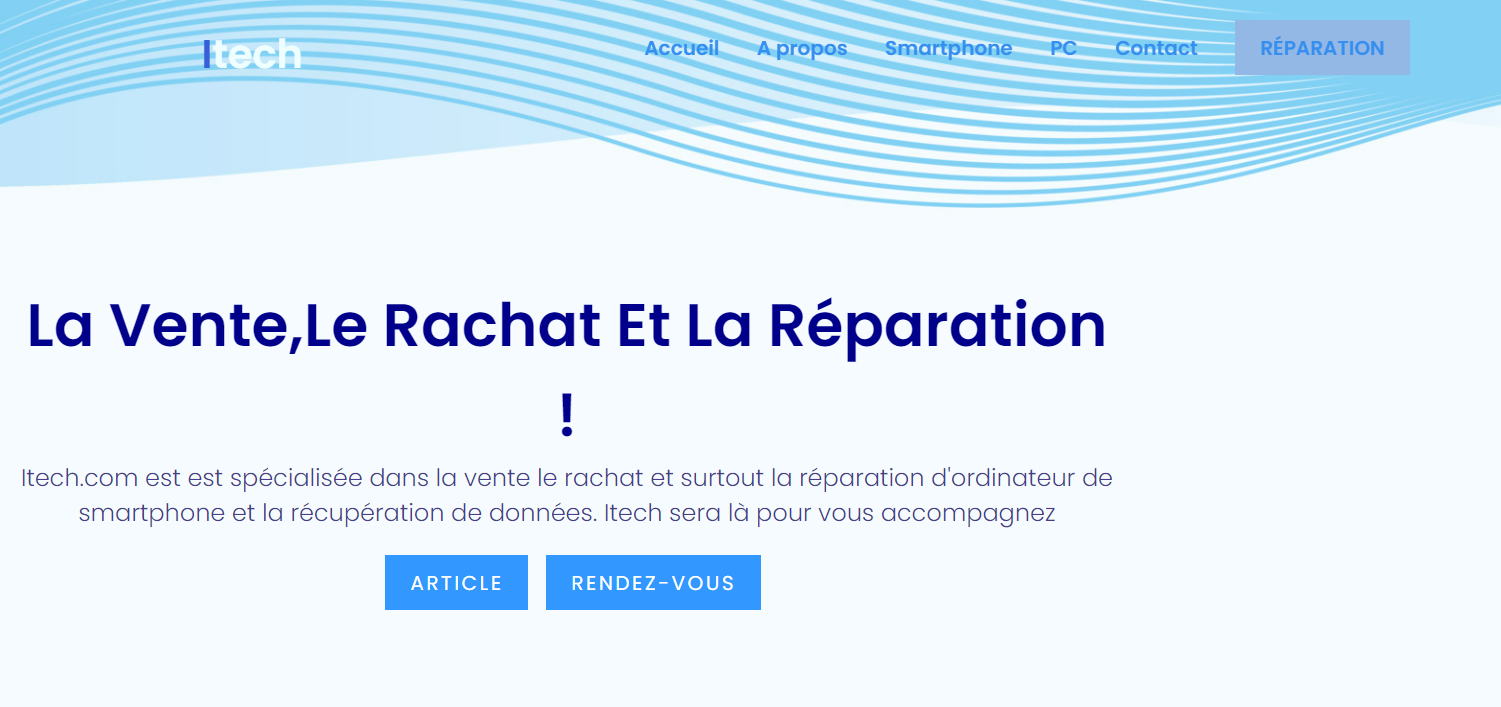 Itech
Accueil A propos Smartphone PC Contact RÉPARATION
La Vente,Le Rachat Et La Réparation
!
Itech.com est est spécialisée dans la vente le rachat et surtout la réparation d'ordinateur de
smartphone et la récupération de données. Itech sera là pour vous accompagnez
ARTICLE RENDEZ-VOUS